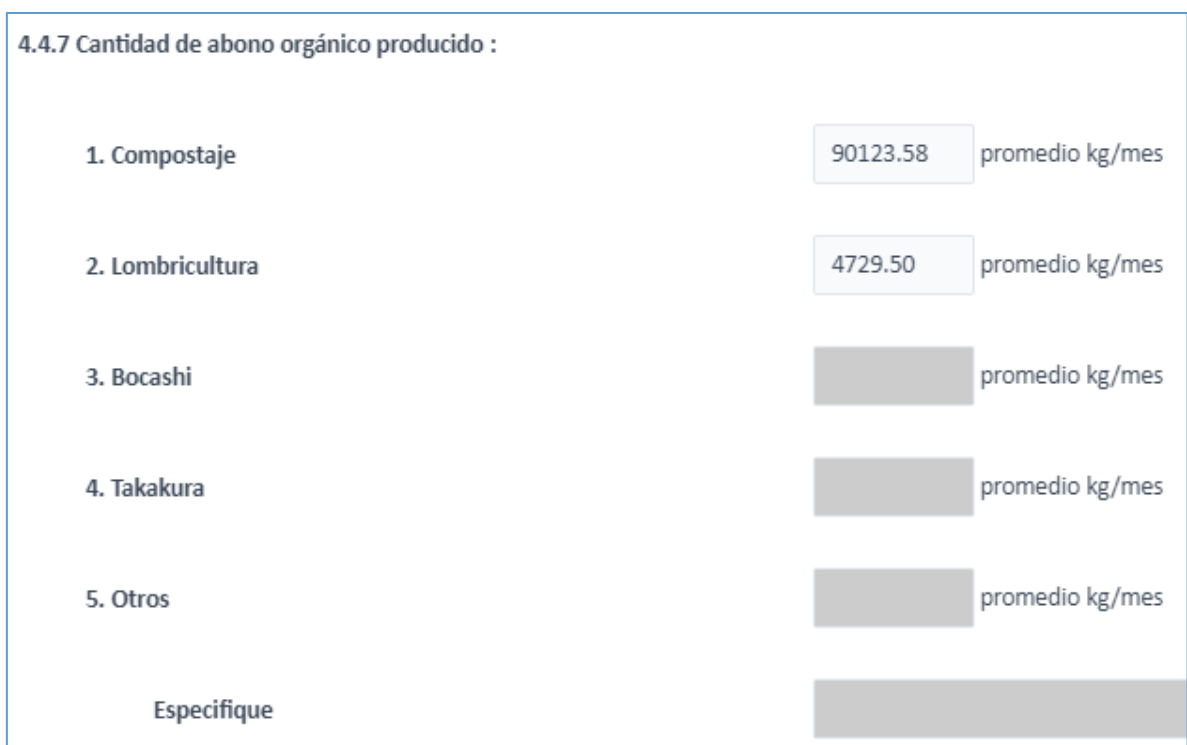 4.4.7 Cantidad de abono orgánico producido :
1. Compostaje 90123.58 promedio kg/mes
2. Lombricultura 4729.50 promedio kg/mes
3. Bocashi promedio kg/mes
4. Takakura promedio kg/mes
5. Otros promedio kg/mes
Especifique